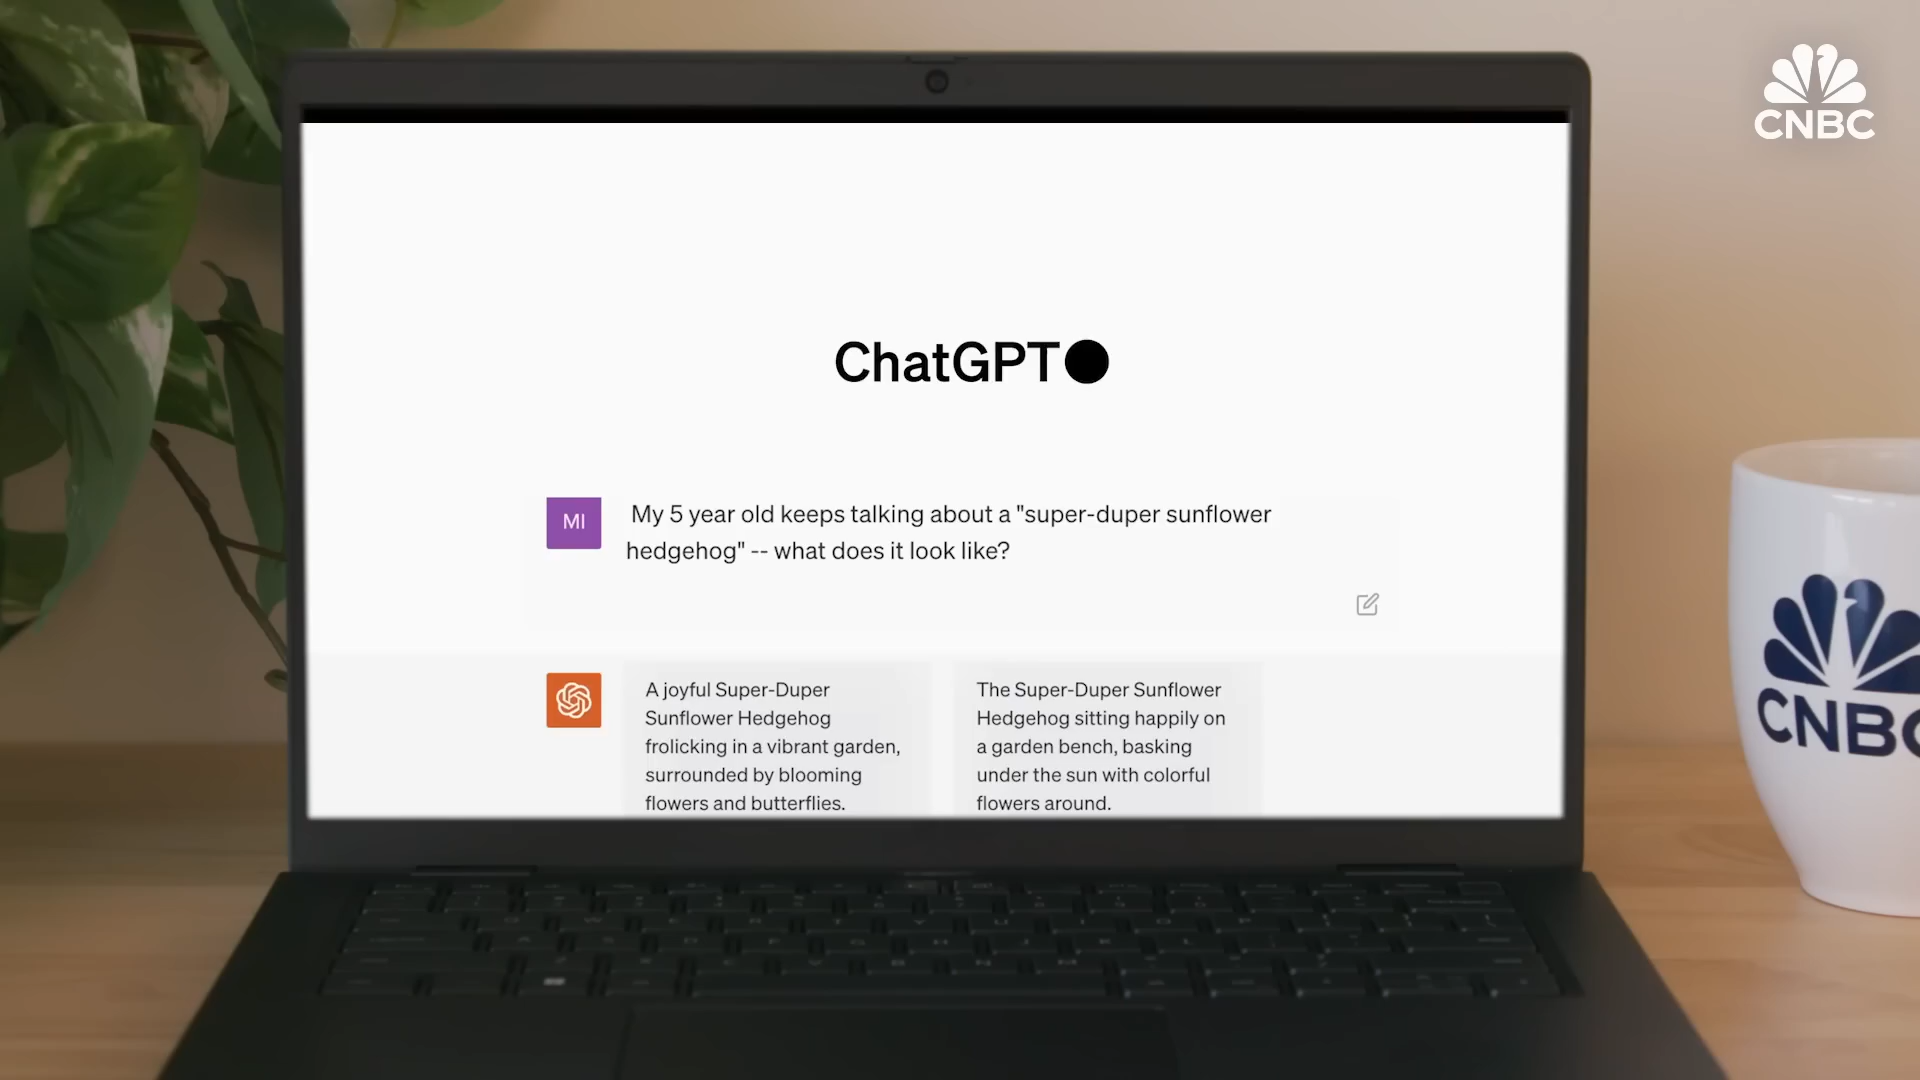 CNBC
ChatGPT
MI
My 5 year old keeps talking about a "super-duper sunflower
hedgehog" -- what does it look like?
A joyful Super-Duper
Sunflower Hedgehog
frolicking in a vibrant garden,
surrounded by blooming
flowers and butterflies.
The Super-Duper Sunflower
Hedgehog sitting happily on
a garden bench, basking
under the sun with colorful
flowers around.
CNBC